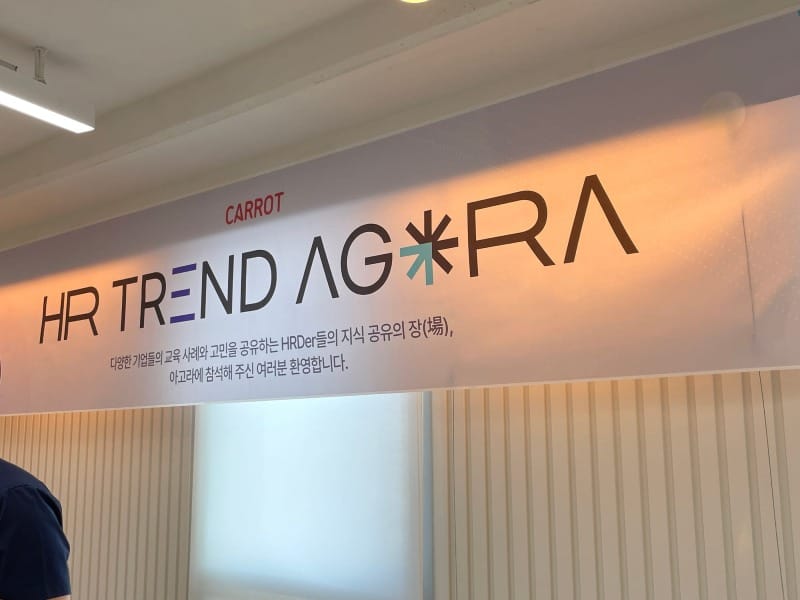 CARROT
HR TREND AGORA
다양한 기업들의 교육 사례와 고민을 공유하는 HRDer들의 지식 공유의 장(場),
아고라에 참석해 주신 여러분 환영합니다.